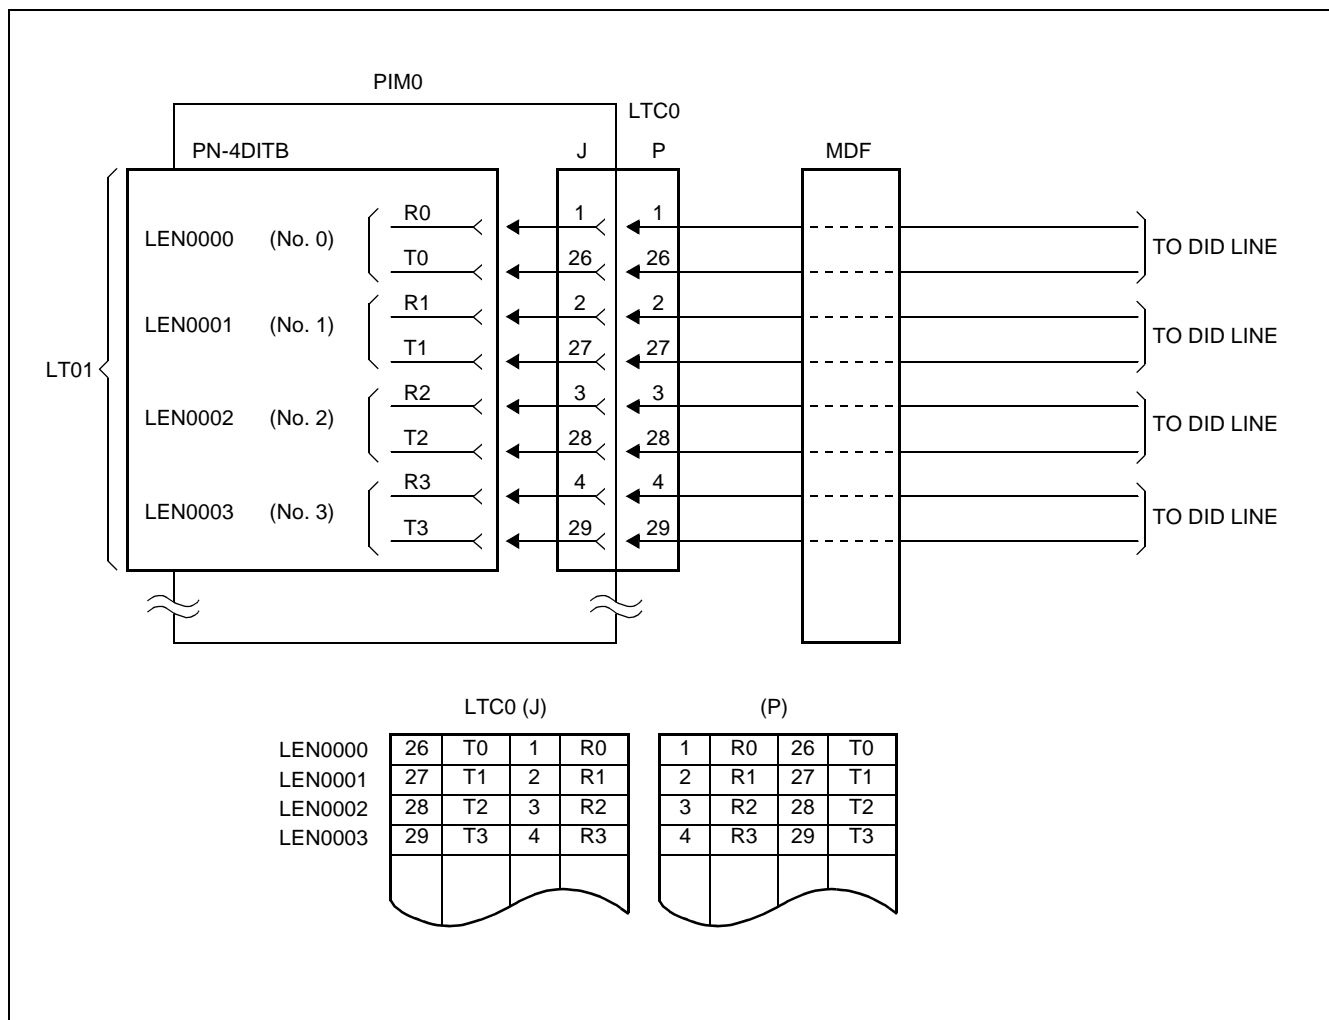 PIM0
LTC0
PN-4DITB J P MDF
R0 1 1
LEN0000 (No. 0) TO DID LINE
T0 26 26
R1 2 2
LEN0001 (No. 1) TO DID LINE
T1 27 27
LT01
R2 3 3
LEN0002 (No. 2) TO DID LINE
T2 28 28
R3 4 4
LEN0003 (No. 3) TO DID LINE
T3 29 29
LTC0 (J) (P)
LEN0000 26 T0 1 R0 1 R0 26 T0
LEN0001 27 T1 2 R1 2 R1 27 T1
LEN0002 28 T2 3 R2 3 R2 28 T2
LEN0003 29 T3 4 R3 4 R3 29 T3